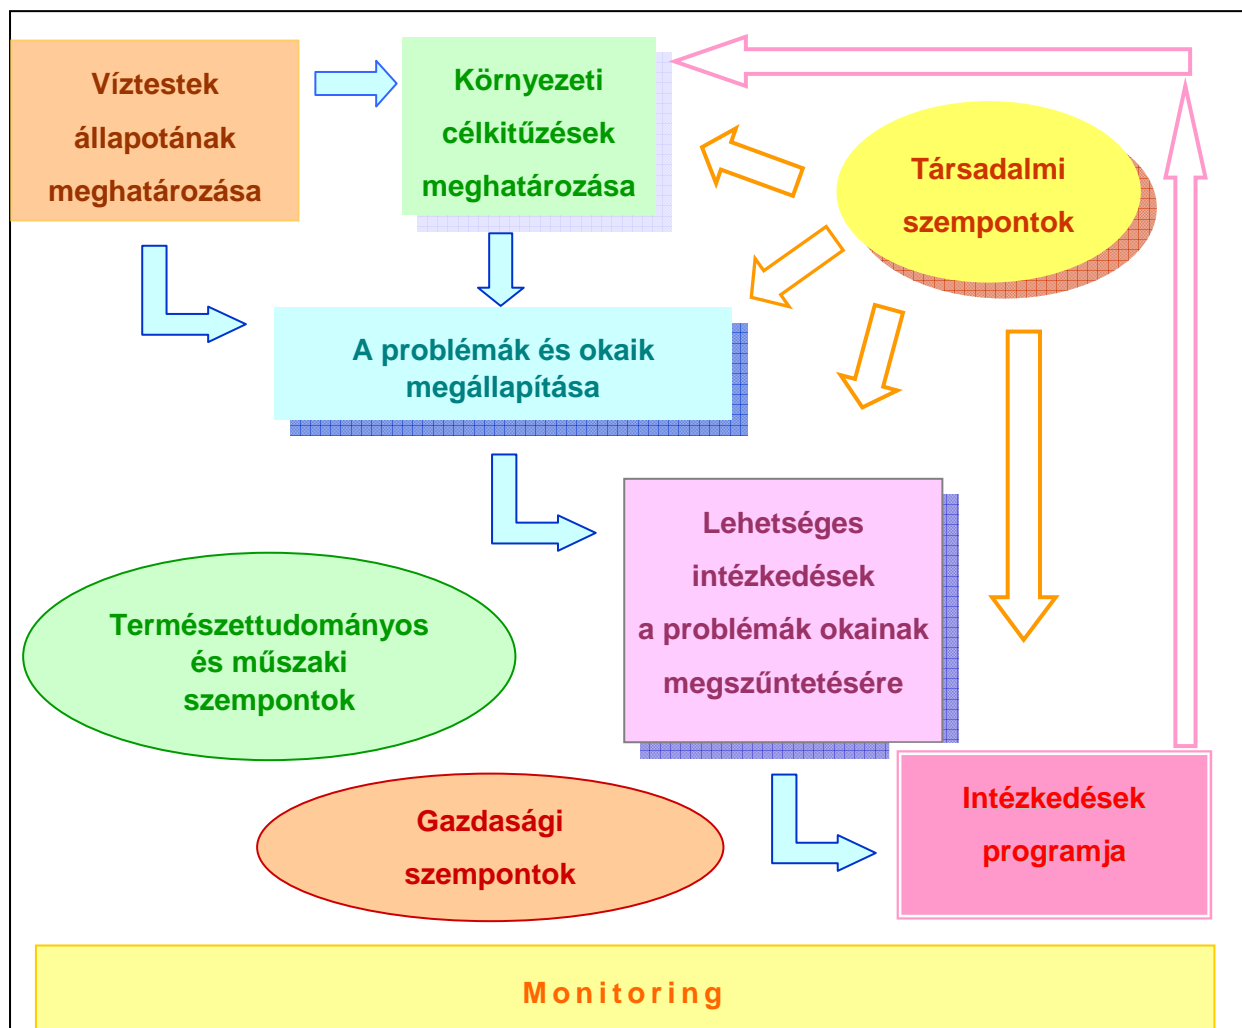 Víztestek
állapotának
meghatározása
Környezeti
célkitűzések
meghatározása
Társadalmi
szempontok
A problémák és okaik
megállapítása
Lehetséges
intézkedések
a problémák okainak
megszűntetésére
Természettudományos
és műszaki
szempontok
Gazdasági
szempontok
Intézkedések
programja
Monitoring